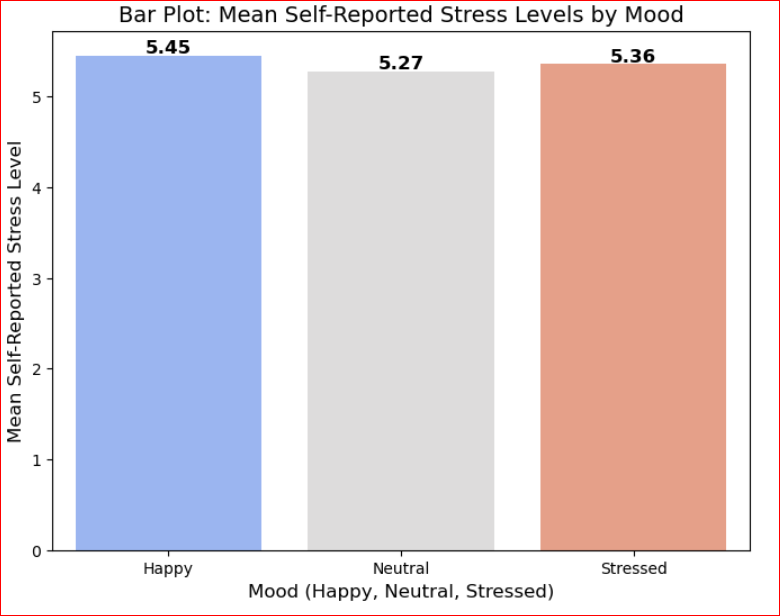 Bar Plot: Mean Self-Reported Stress Levels by Mood
5.45
5.27
5.36
Mean Self-Reported Stress Level
5
4
3
2
1
0
Happy
Neutral
Stressed
Mood (Happy, Neutral, Stressed)